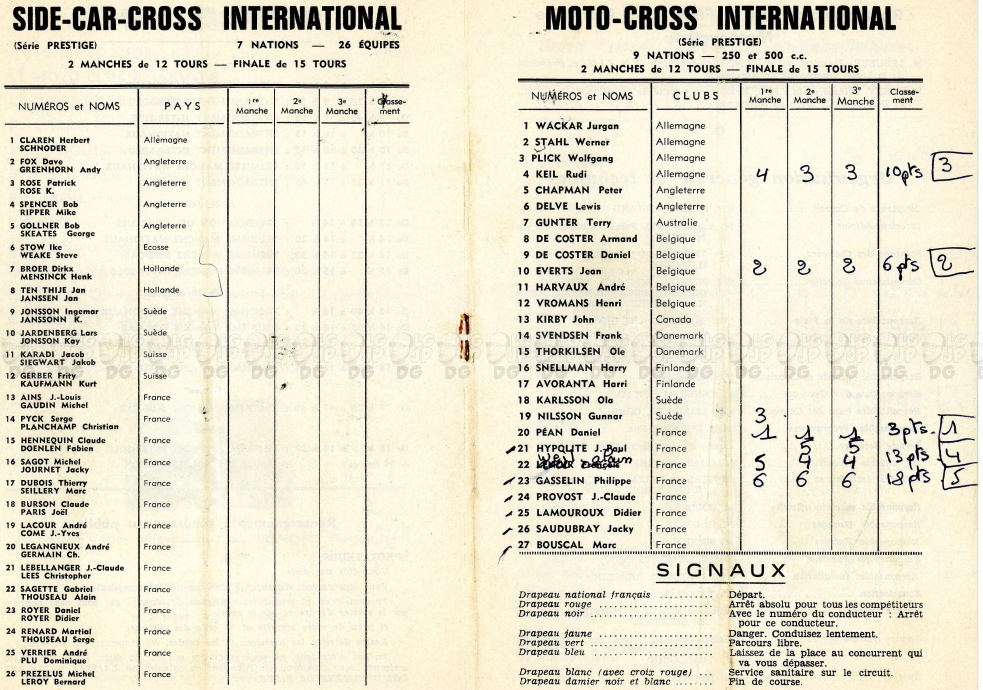 SIDE-CAR-CROSS INTERNATIONAL
(Série PRESTIGE) 7 NATIONS — 26 ÉQUIPES
2 MANCHES de 12 TOURS — FINALE de 15 TOURS
NUMÉROS et NOMS PAYS 1re Manche 2e Manche 3e Manche Classement
1 CLAREN Herbert Allemagne
SCHNODER
2 FOX Dave Angleterre
GREENHORN Andy
3 ROSE Patrick Angleterre
ROSE K.
4 SPENCER Bob Angleterre
RIPPER Mike
5 GOLLNER Bob Angleterre
SKEATES George
6 STOW Ike Ecosse
WEAKE Steve
7 BROER Dirkx Hollande
MENSINCK Henk
8 TEN THIJE Jan Hollande
JANSSEN Jan
9 JONSSON Ingemar Suède
JANSSONN K.
10 JARDENBERG Lars Suède
JONSSON Kay
11 KARADI Jacob Suisse
SIEGWART Jakob
12 GERBER Frity Suisse
KAUFMANN Kurt
13 AINS J.-Louis France
GAUDIN Michel
14 PYCK Serge France
PLANCHAMP Christian
15 HENNEQUIN Claude France
DOENLEN Fabien
16 SAGOT Michel France
JOURNET Jacky
17 DUBOIS Thierry France
SEILLERY Marc
18 BURSON Claude France
PARIS Joël
19 LACOUR André France
COME J.-Yves
20 LEGANGNEUX André France
GERMAIN Ch.
21 LEBELLANGER J.-Claude France
LEES Christopher
22 SAGETTE Gabriel France
THOUSEAU Alain
23 ROYER Daniel France
ROYER Didier
24 RENARD Martial France
THOUSEAU Serge
25 VERRIER André France
PLU Dominique
26 PREZELUS Michel France
LEROY Bernard
MOTO-CROSS INTERNATIONAL
(Série PRESTIGE)
9 NATIONS — 250 et 500 c.c.
2 MANCHES de 12 TOURS — FINALE de 15 TOURS
NUMÉROS et NOMS CLUBS 1re Manche 2e Manche 3e Manche Classement
1 WACKAR Jurgan Allemagne
2 STAHL Werner Allemagne
3 PLICK Wolfgang Allemagne
4 KEIL Rudi Allemagne 4 3 3 10pts 3
5 CHAPMAN Peter Angleterre
6 DELVE Lewis Angleterre
7 GUNTER Terry Australie
8 DE COSTER Armand Belgique
9 DE COSTER Daniel Belgique
10 EVERTS Jean Belgique 2 2 2 6pts 2
11 HARVAUX André Belgique
12 VROMANS Henri Belgique
13 KIRBY John Canada
14 SVENDSEN Frank Danemark
15 THORKILSEN Ole Danemark
16 SNELLMAN Harry Finlande
17 AVORANTA Harri Finlande
18 KARLSSON Ola Suède
19 NILSSON Gunnar Suède 3
20 PÉAN Daniel France 1 1 1 3pts. 1
21 HYPOLITE J.-Paul France 5 5
22 France 5 4 4 13pts 4
23 GASSELIN Philippe France 6 6 6 18pts 5
24 PROVOST J.-Claude France
25 LAMOUROUX Didier France
26 SAUDUBRAY Jacky France
27 BOUSCAL Marc France
SIGNAUX
Drapeau national français .......... Départ.
Drapeau rouge .......... Arrêt absolu pour tous les compétiteurs
Drapeau noir .......... Avec le numéro du conducteur : Arrêt
pour ce conducteur.
Drapeau jaune .......... Danger. Conduisez lentement.
Drapeau vert .......... Parcours libre.
Drapeau bleu .......... Laissez de la place au concurrent qui
va vous dépasser.
Drapeau blanc (avec croix rouge) ... Service sanitaire sur le circuit.
Drapeau damier noir et blanc ....... Fin de course.